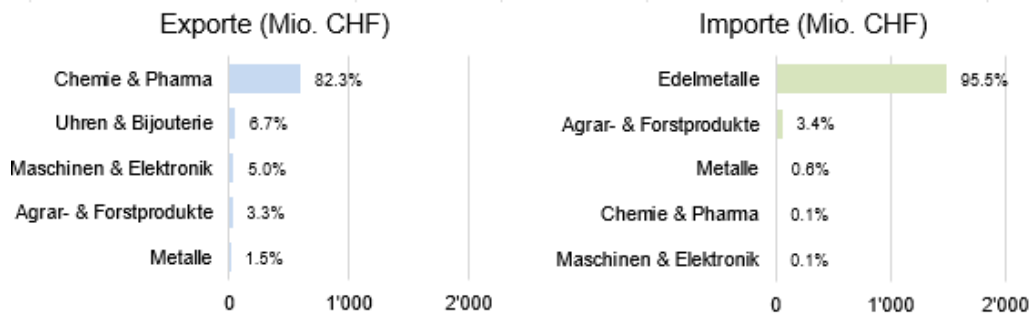 Exporte (Mio. CHF)
Chemie & Pharma 82.3%
Uhren & Bijouterie 6.7%
Maschinen & Elektronik 5.0%
Agrar- & Forstprodukte 3.3%
Metalle 1.5%
0 1'000 2'000
Importe (Mio. CHF)
Edelmetalle 95.5%
Agrar- & Forstprodukte 3.4%
Metalle 0.6%
Chemie & Pharma 0.1%
Maschinen & Elektronik 0.1%
0 1'000 2'000